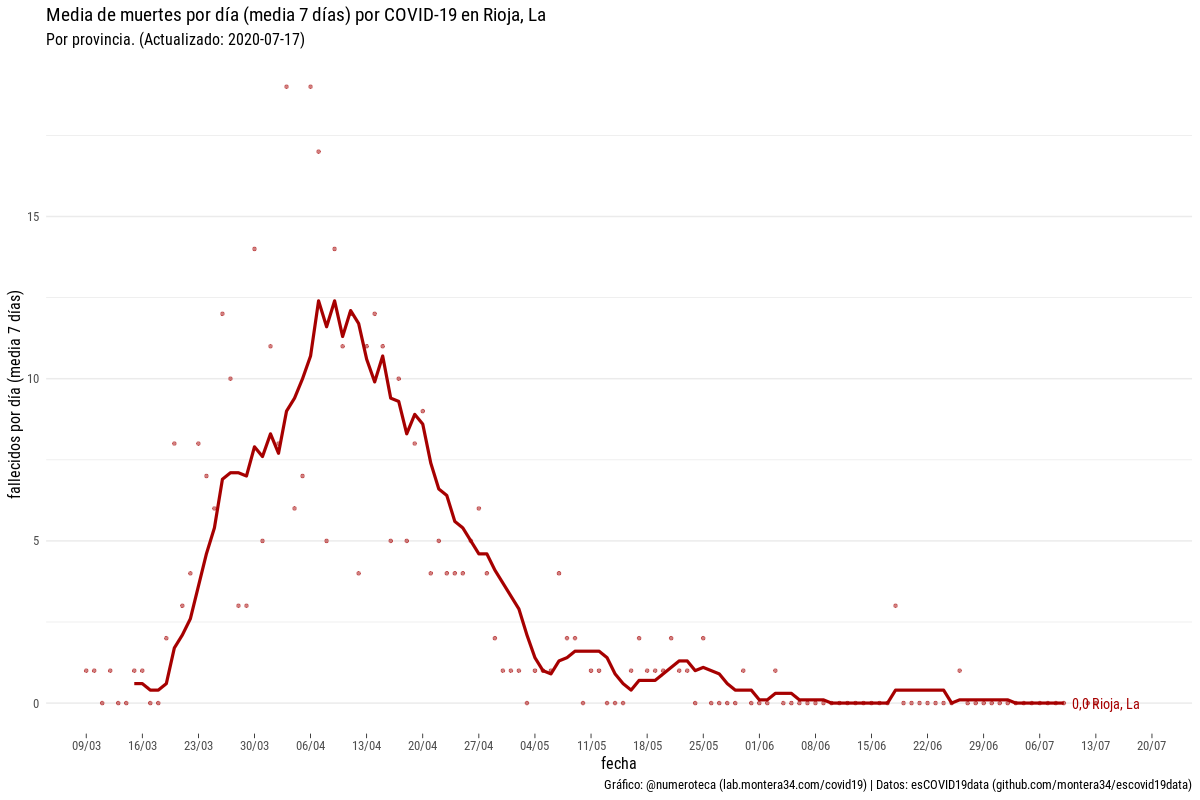 Media de muertes por día (media 7 días) por COVID-19 en Rioja, La
Por provincia. (Actualizado: 2020-07-17)
fallecidos por día (media 7 días)
15
10
5
0
0,0 Rioja, La
09/03 16/03 23/03 30/03 06/04 13/04 20/04 27/04 04/05 11/05 18/05 25/05 01/06 08/06 15/06 22/06 29/06 06/07 13/07 20/07
fecha
Gráfico: @numeroteca (lab.montera34.com/covid19) | Datos: esCOVID19data (github.com/montera34/escovid19data)